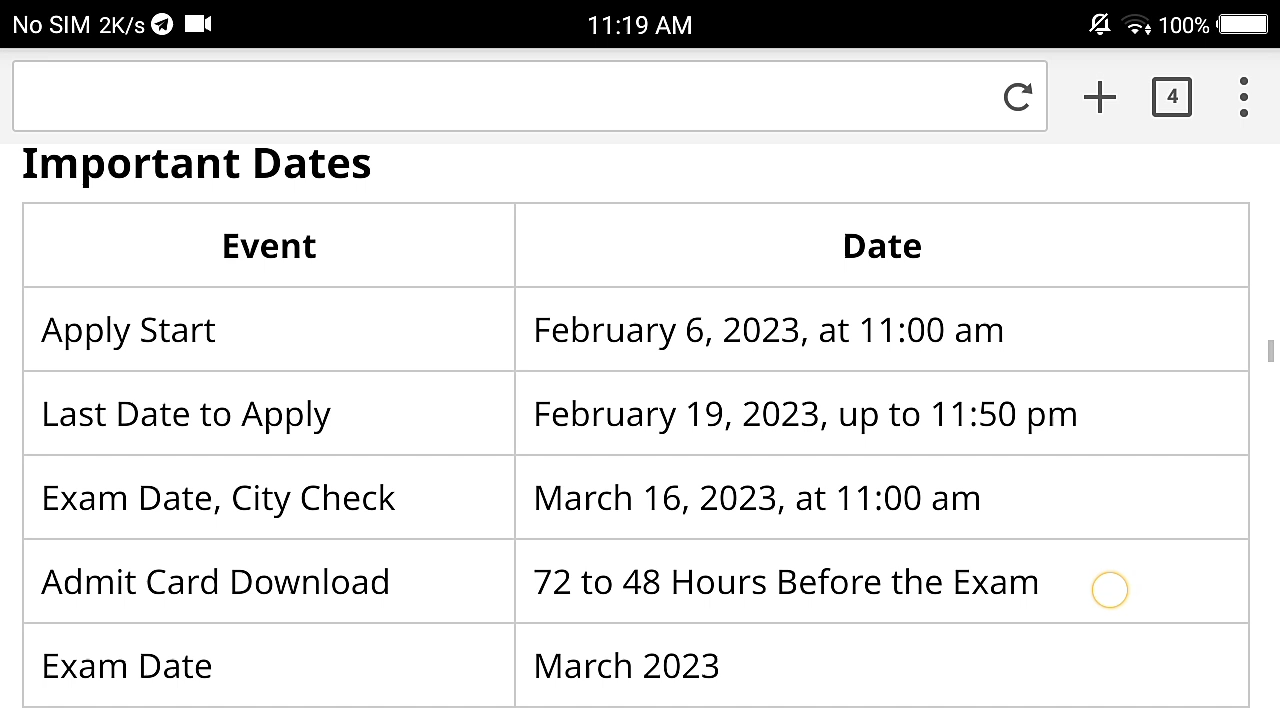 No SIM 2K/s 11:19 AM 100%
4
Important Dates
Event Date
Apply Start February 6, 2023, at 11:00 am
Last Date to Apply February 19, 2023, up to 11:50 pm
Exam Date, City Check March 16, 2023, at 11:00 am
Admit Card Download 72 to 48 Hours Before the Exam
Exam Date March 2023